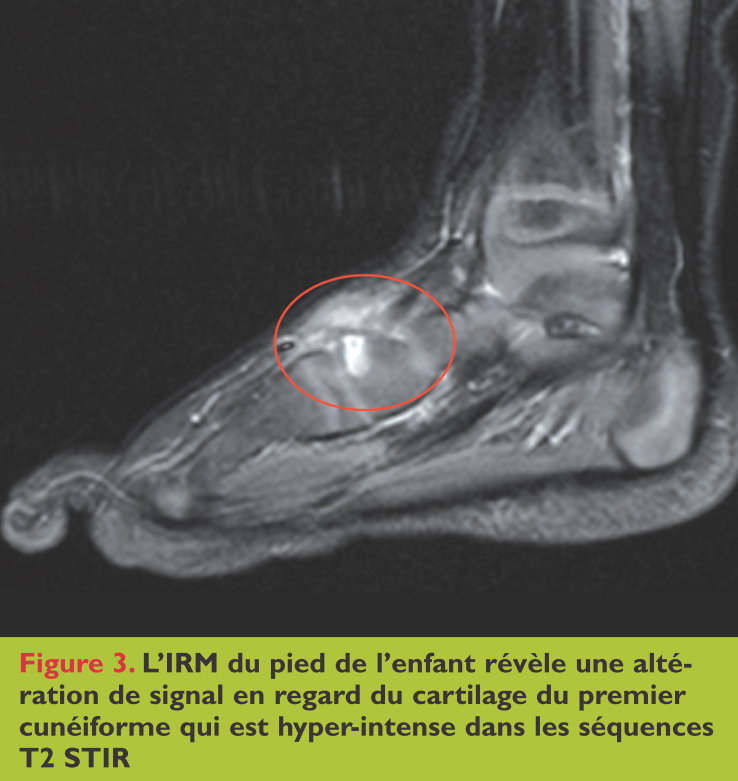 Figure 3. L’IRM du pied de l’enfant révèle une alté-
ration de signal en regard du cartilage du premier
cunéiforme qui est hyper-intense dans les séquences
T2 STIR